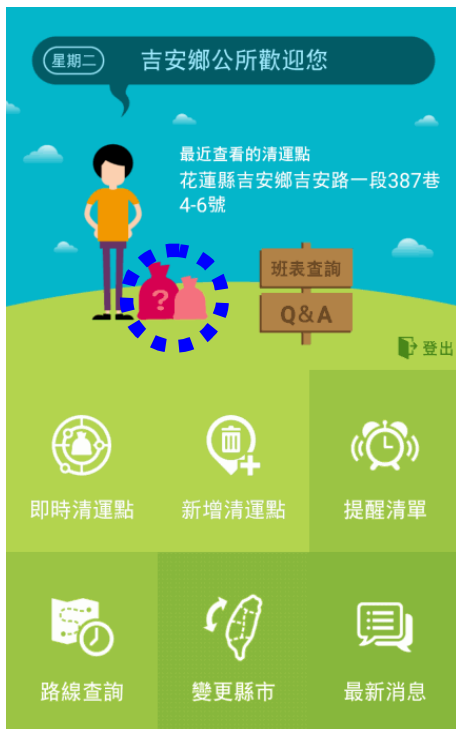 星期二
吉安鄉公所歡迎您
最近查看的清運點
花蓮縣吉安鄉吉安路一段387巷
4-6號
?
班表查詢
Q&A
登出
即時清運點
新增清運點
提醒清單
路線查詢
變更縣市
最新消息